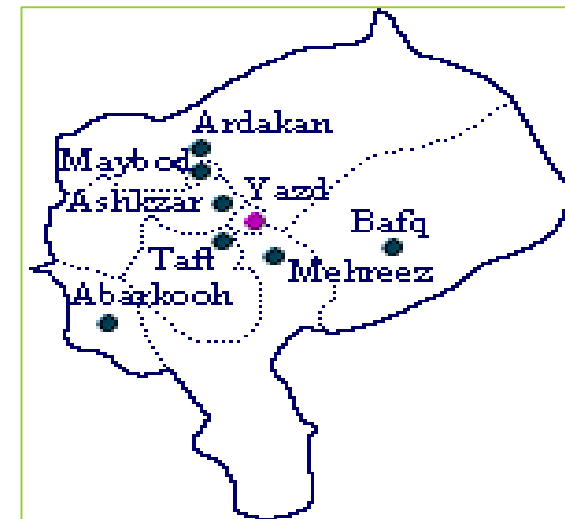 Ardakan
Maybod
Yazd
Ashkzar
Bafq
Taft
Mehreez
Abarkooh